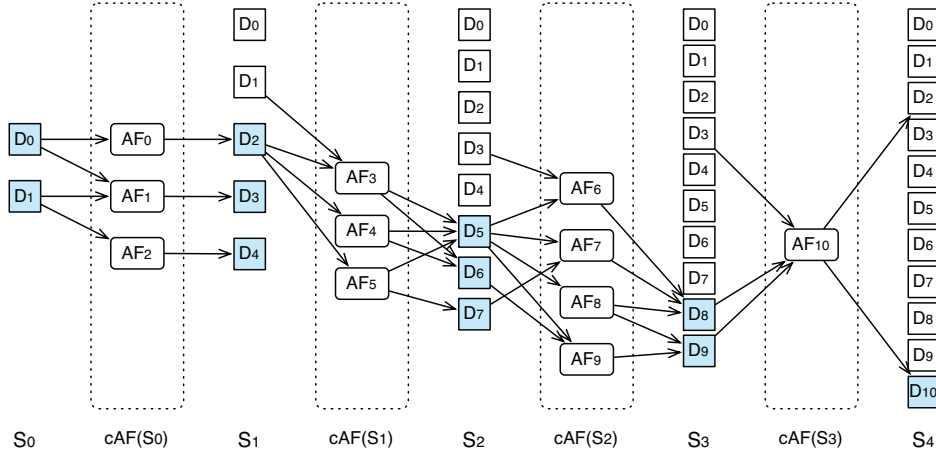 D0
D1
S0
AF0
AF1
AF2
cAF(S0)
D0
D1
D2
D3
D4
S1
AF3
AF4
AF5
cAF(S1)
D0
D1
D2
D3
D4
D5
D6
D7
S2
AF6
AF7
AF8
AF9
cAF(S2)
D0
D1
D2
D3
D4
D5
D6
D7
D8
D9
S3
AF10
cAF(S3)
D0
D1
D2
D3
D4
D5
D6
D7
D8
D9
D10
S4